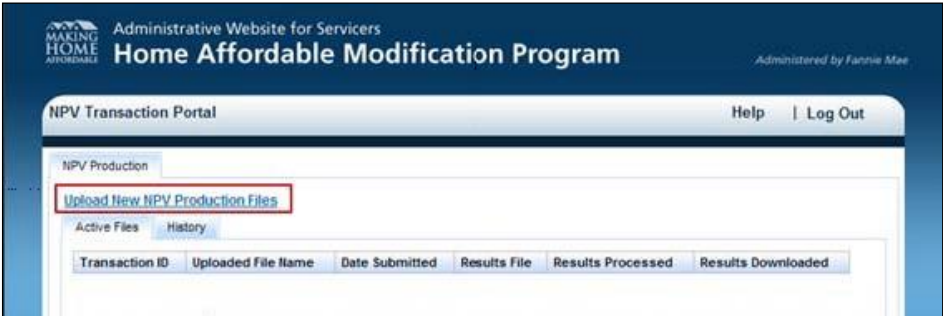 MAKING
HOME
AFFORDABLE
Administrative Website for Servicers
Home Affordable Modification Program
Administered by Fannie Mae
NPV Transaction Portal
Help | Log Out
NPV Production
Upload New NPV Production Files
Active Files History
Transaction ID Uploaded File Name Date Submitted Results File Results Processed Results Downloaded